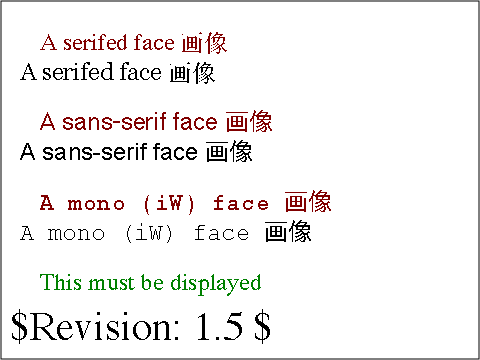 A serifed face 画像
A serifed face 画像
A sans-serif face 画像
A sans-serif face 画像
A mono (iW) face 画像
A mono (iW) face 画像
This must be displayed
$Revision: 1.5 $